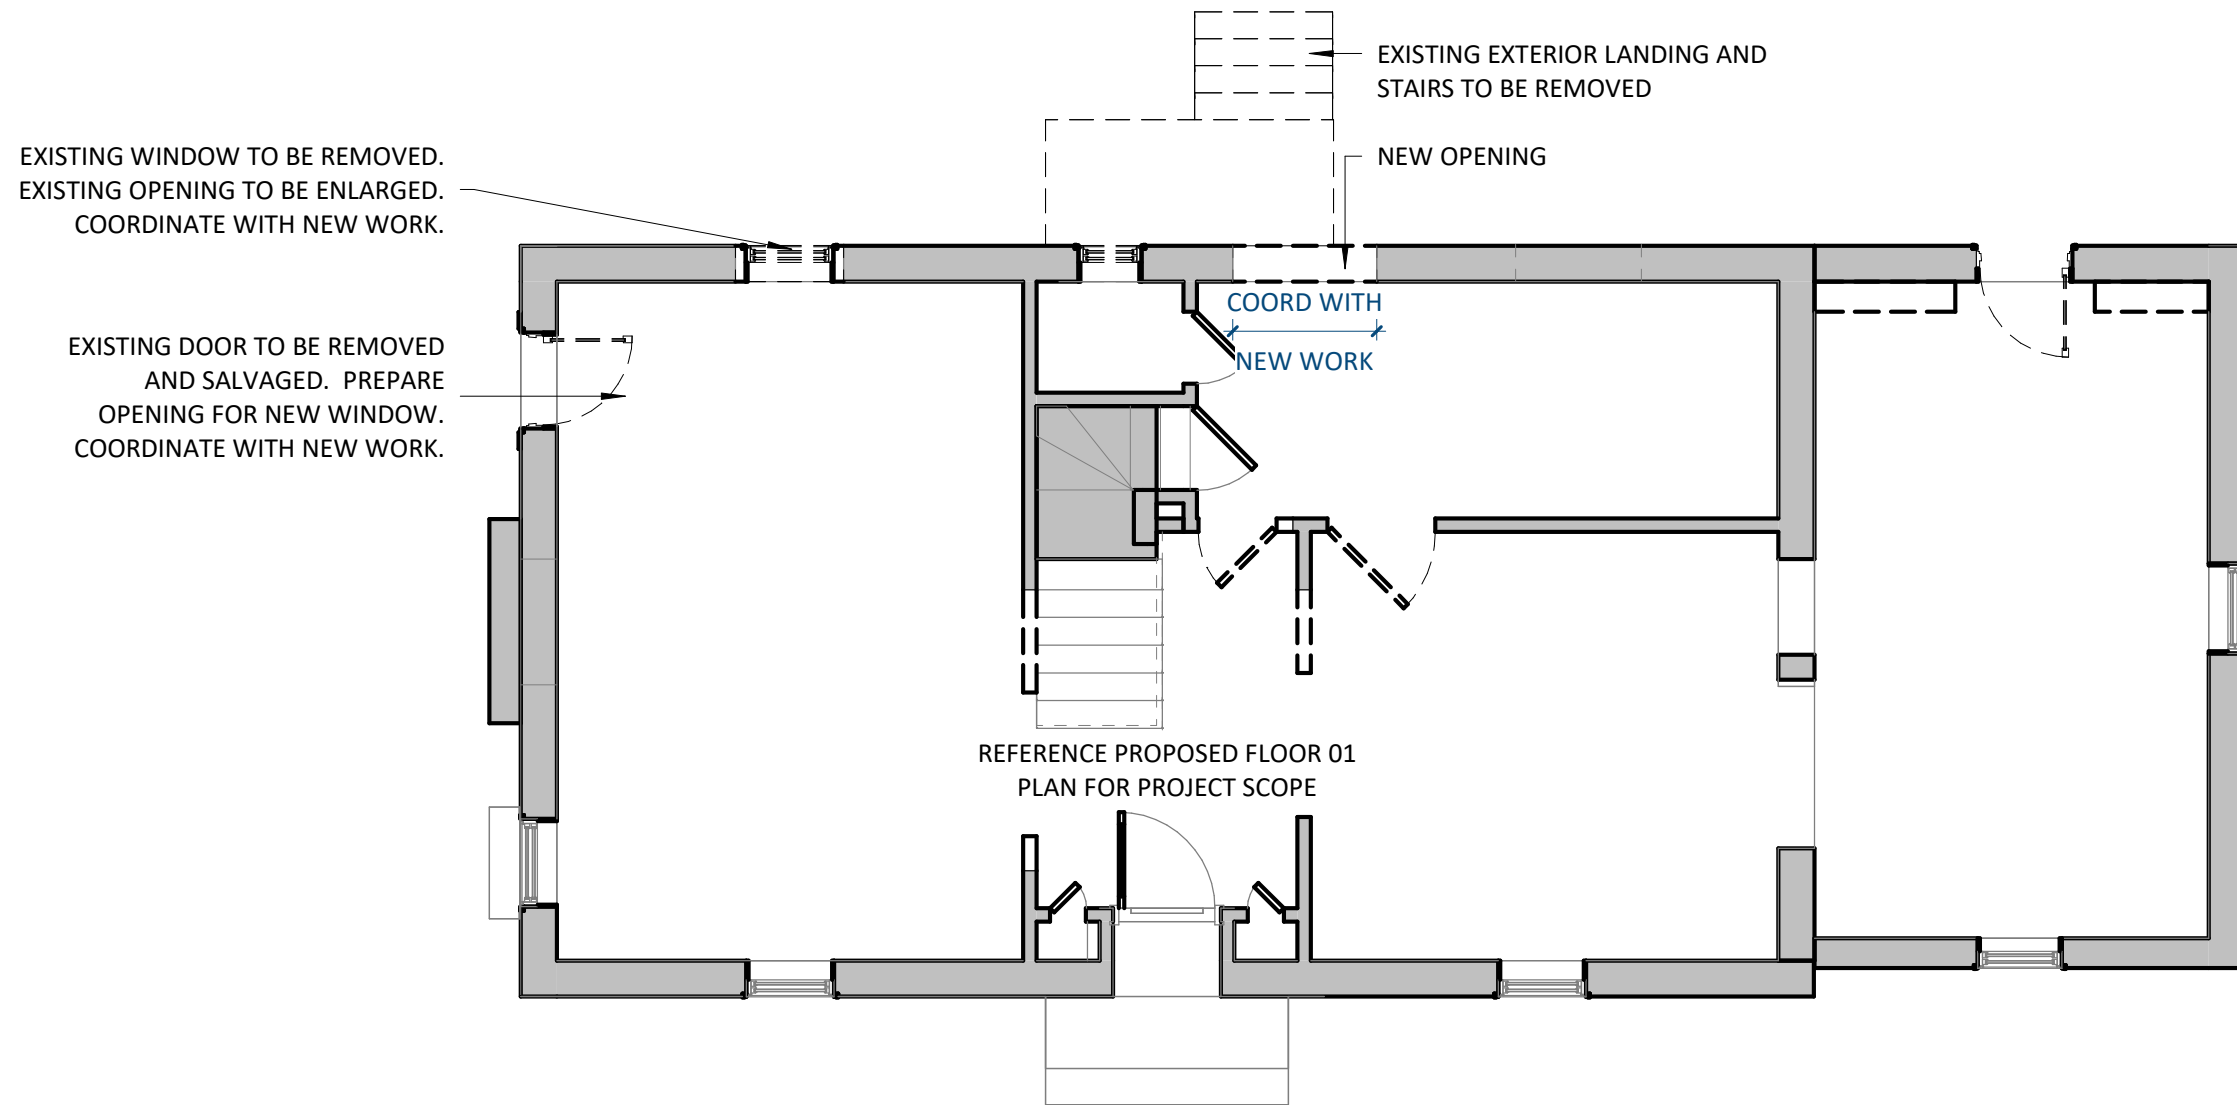 EXISTING EXTERIOR LANDING AND
STAIRS TO BE REMOVED
NEW OPENING
EXISTING WINDOW TO BE REMOVED.
EXISTING OPENING TO BE ENLARGED.
COORDINATE WITH NEW WORK.
COORD WITH
NEW WORK
EXISTING DOOR TO BE REMOVED
AND SALVAGED. PREPARE
OPENING FOR NEW WINDOW.
COORDINATE WITH NEW WORK.
REFERENCE PROPOSED FLOOR 01
PLAN FOR PROJECT SCOPE